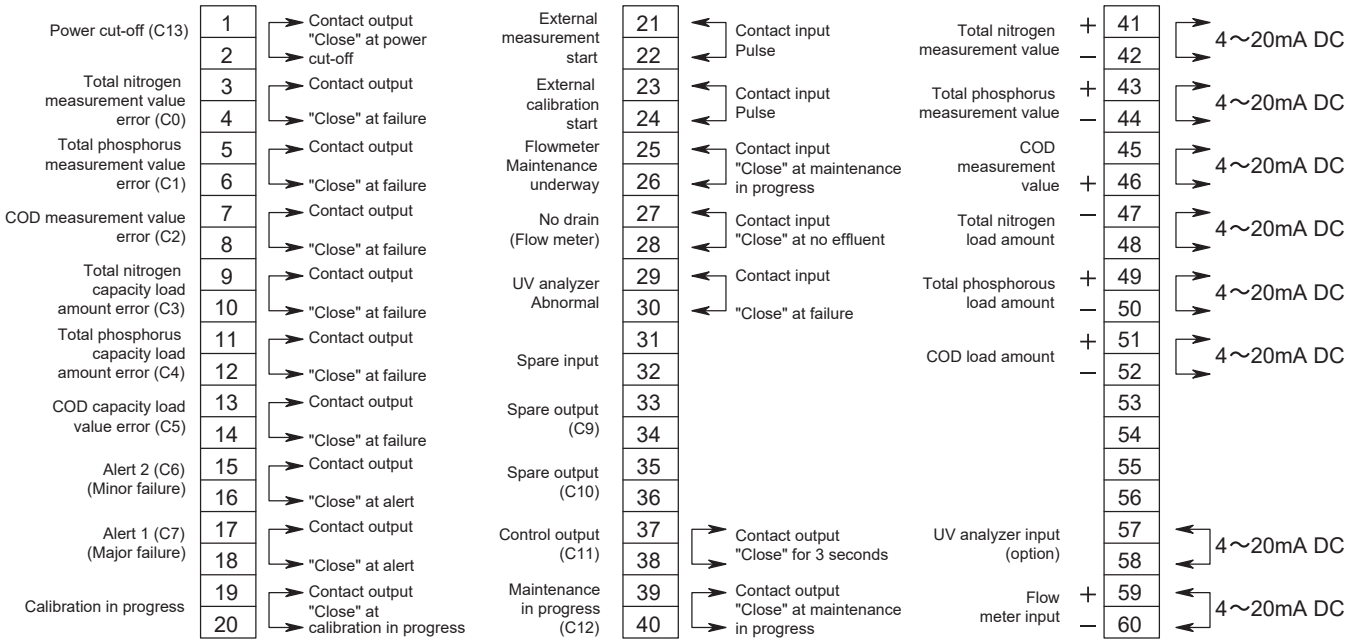 Power cut-off (C13)
1
2
Contact output
"Close" at power
cut-off
Total nitrogen
measurement value
error (C0)
3
4
Contact output
"Close" at failure
Total phosphorus
measurement value
error (C1)
5
6
Contact output
"Close" at failure
COD measurement value
error (C2)
7
8
Contact output
"Close" at failure
Total nitrogen
capacity load
amount error (C3)
9
10
Contact output
"Close" at failure
Total phosphorus
capacity load
amount error (C4)
11
12
Contact output
"Close" at failure
COD capacity load
value error (C5)
13
14
Contact output
"Close" at failure
Alert 2 (C6)
(Minor failure)
15
16
Contact output
"Close" at alert
Alert 1 (C7)
(Major failure)
17
18
Contact output
"Close" at alert
Calibration in progress
19
20
Contact output
"Close" at
calibration in progress
External
measurement
start
21
22
Contact input
Pulse
External
calibration
start
23
24
Contact input
Pulse
Flowmeter
Maintenance
underway
25
26
Contact input
"Close" at maintenance
in progress
No drain
(Flow meter)
27
28
Contact input
"Close" at no effluent
UV analyzer
Abnormal
29
30
Contact input
"Close" at failure
Spare input
31
32
Spare output
(C9)
33
34
Spare output
(C10)
35
36
Control output
(C11)
37
38
Contact output
"Close" for 3 seconds
Maintenance
in progress
(C12)
39
40
Contact output
"Close" at maintenance
in progress
Total nitrogen
measurement value
+ 41
− 42
4～20mA DC
Total phosphorus
measurement value
+ 43
− 44
4～20mA DC
COD
measurement
value
45
+ 46
4～20mA DC
Total nitrogen
load amount
− 47
48
4～20mA DC
Total phosphorous
load amount
+ 49
− 50
4～20mA DC
COD load amount
+ 51
− 52
4～20mA DC
53
54
55
56
UV analyzer input
(option)
57
58
4～20mA DC
Flow
meter input
+ 59
− 60
4～20mA DC